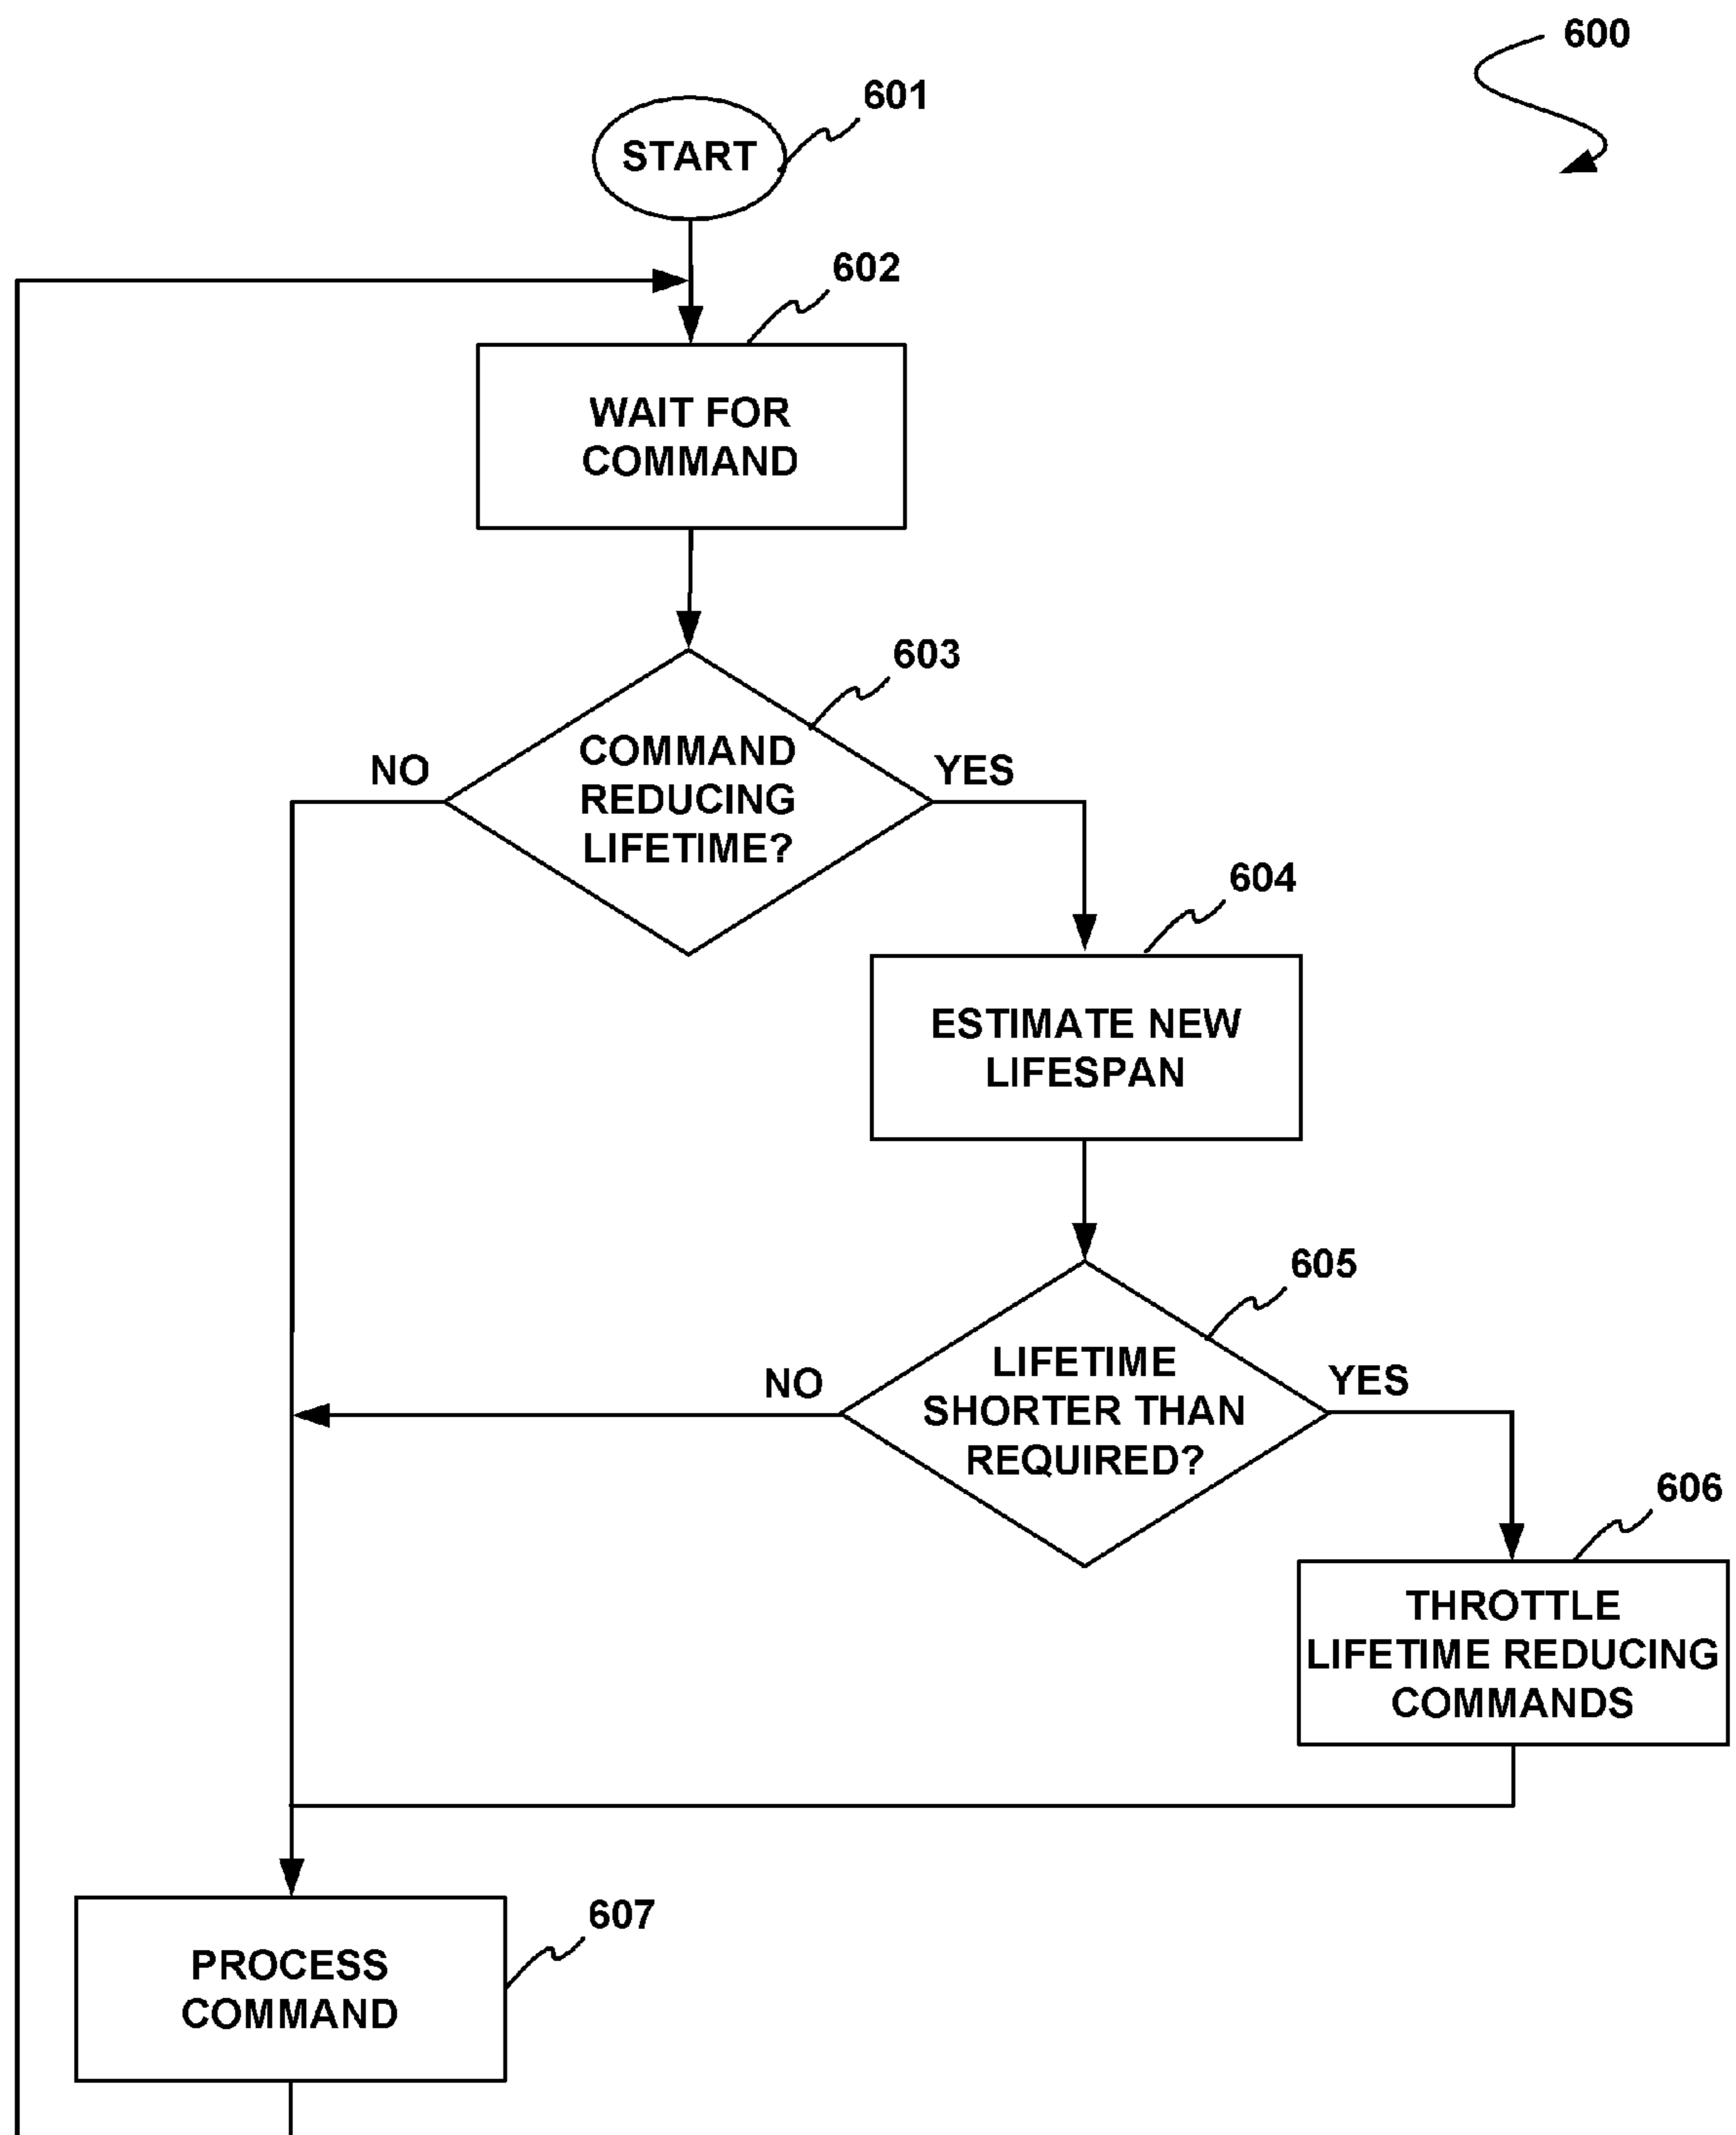 600
601
START
602
WAIT FOR
COMMAND
603
NO
COMMAND
REDUCING
LIFETIME?
YES
604
ESTIMATE NEW
LIFESPAN
605
NO
LIFETIME
SHORTER THAN
REQUIRED?
YES
606
THROTTLE
LIFETIME REDUCING
COMMANDS
607
PROCESS
COMMAND